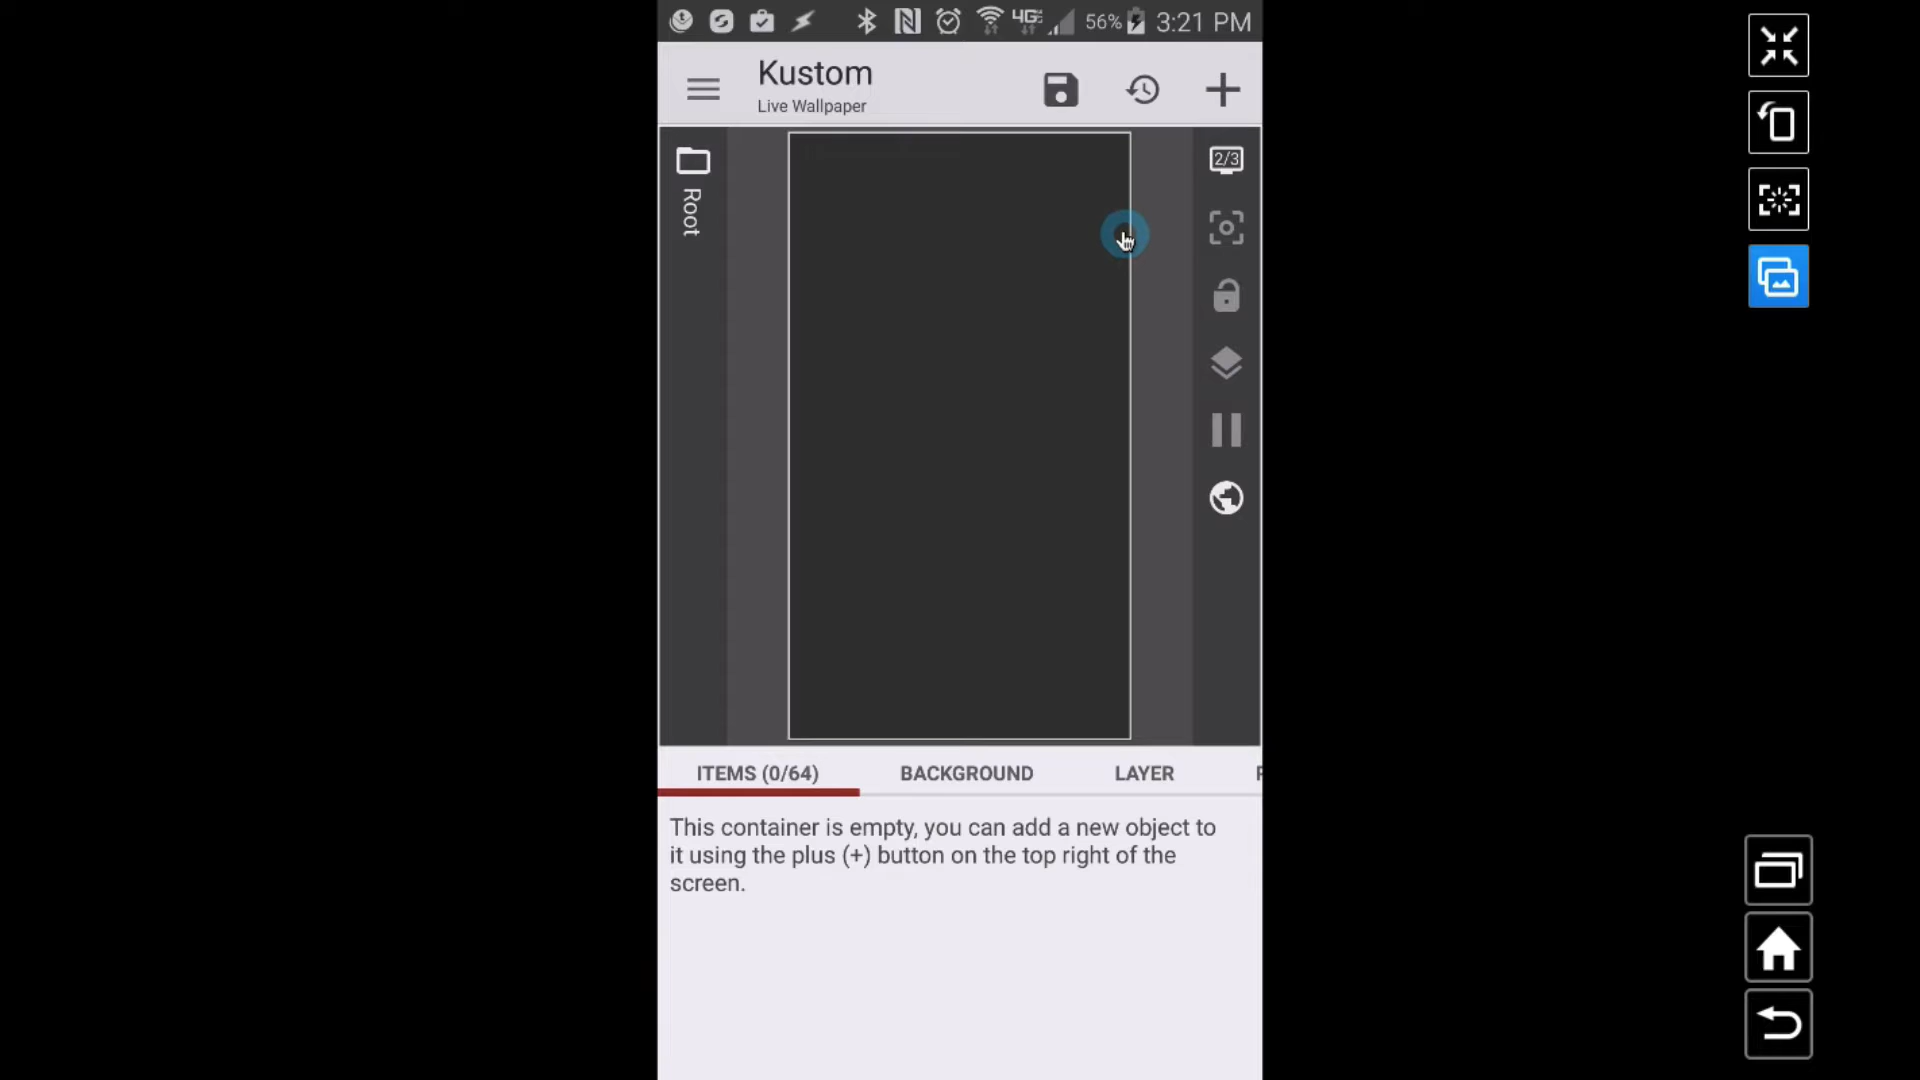 4G
56%
3:21 PM
Kustom
Live Wallpaper
Root
2/3
ITEMS (0/64)
BACKGROUND
LAYER
This container is empty, you can add a new object to
it using the plus (+) button on the top right of the
screen.